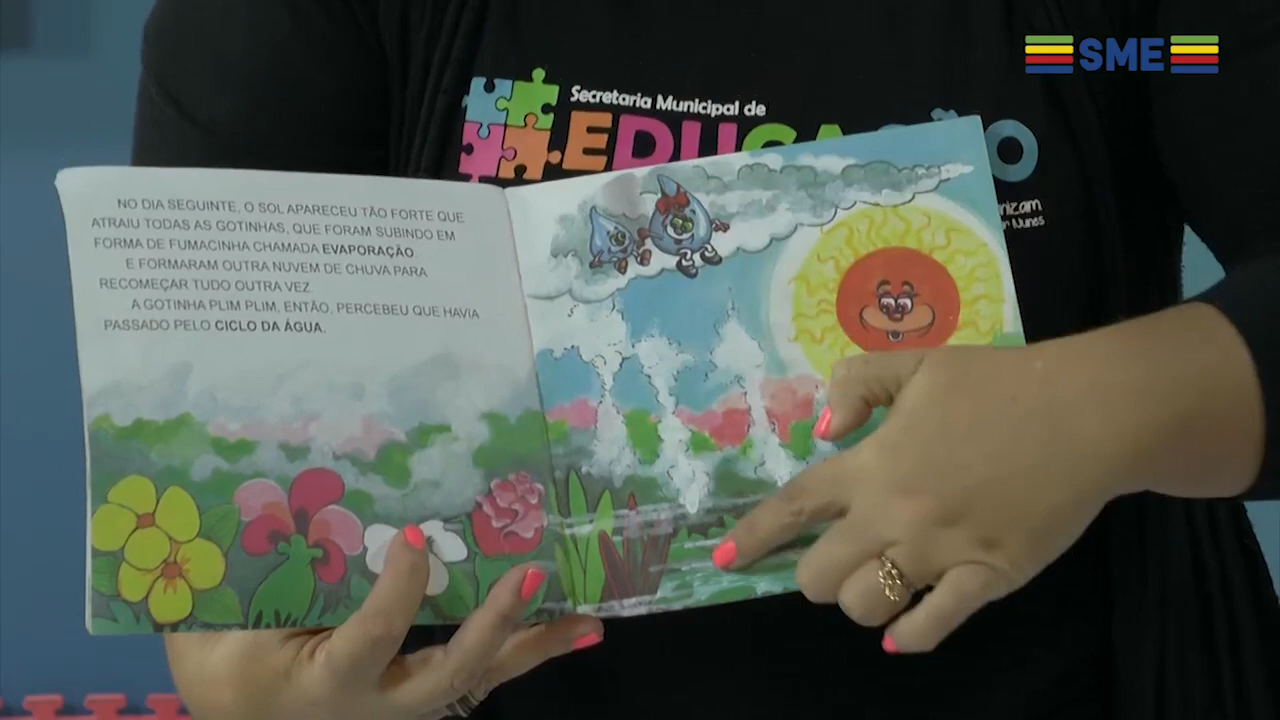 SME
Secretaria Municipal de
EDUCAÇÃO
NO DIA SEGUINTE, O SOL APARECEU TÃO FORTE QUE
ATRAIU TODAS AS GOTINHAS, QUE FORAM SUBINDO EM
FORMA DE FUMACINHA CHAMADA EVAPORAÇÃO.
E FORMARAM OUTRA NUVEM DE CHUVA PARA
RECOMEÇAR TUDO OUTRA VEZ.
A GOTINHA PLIM PLIM, ENTÃO, PERCEBEU QUE HAVIA
PASSADO PELO CICLO DA ÁGUA.
Nunes